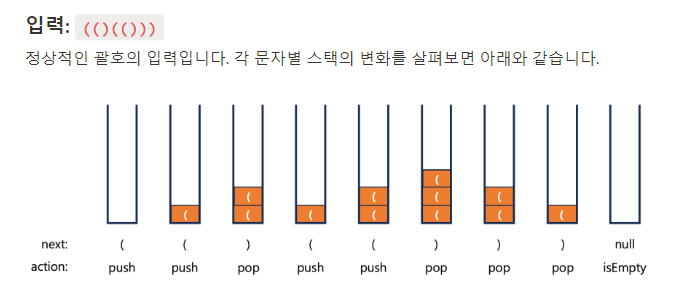 입력: (()(()))
정상적인 괄호의 입력입니다. 각 문자별 스택의 변화를 살펴보면 아래와 같습니다.
(
( ( (
( ( ( ( ( ( (
next: ( ( ) ( ( ) ) ) null
action: push push pop push push pop pop pop isEmpty